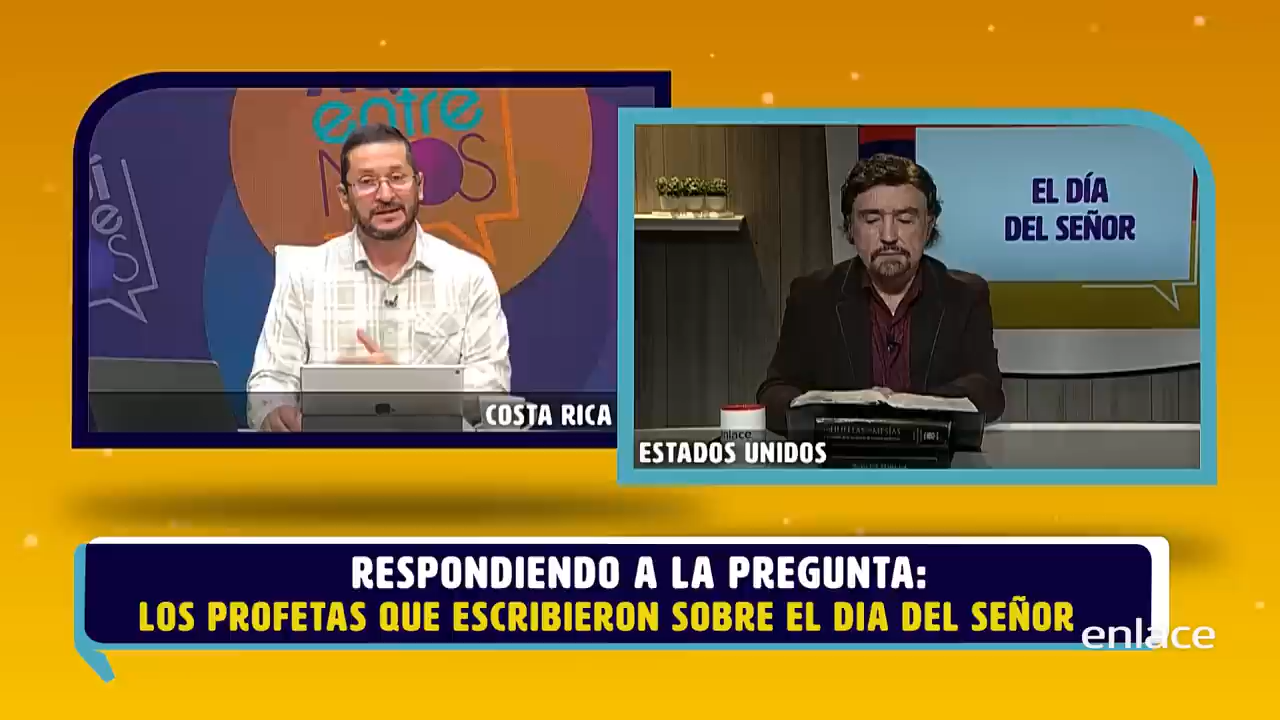 entre
NOS
COSTA RICA
EL DÍA
DEL SEÑOR
enlace
ESTADOS UNIDOS
RESPONDIENDO A LA PREGUNTA:
LOS PROFETAS QUE ESCRIBIERON SOBRE EL DIA DEL SEÑOR
enlace